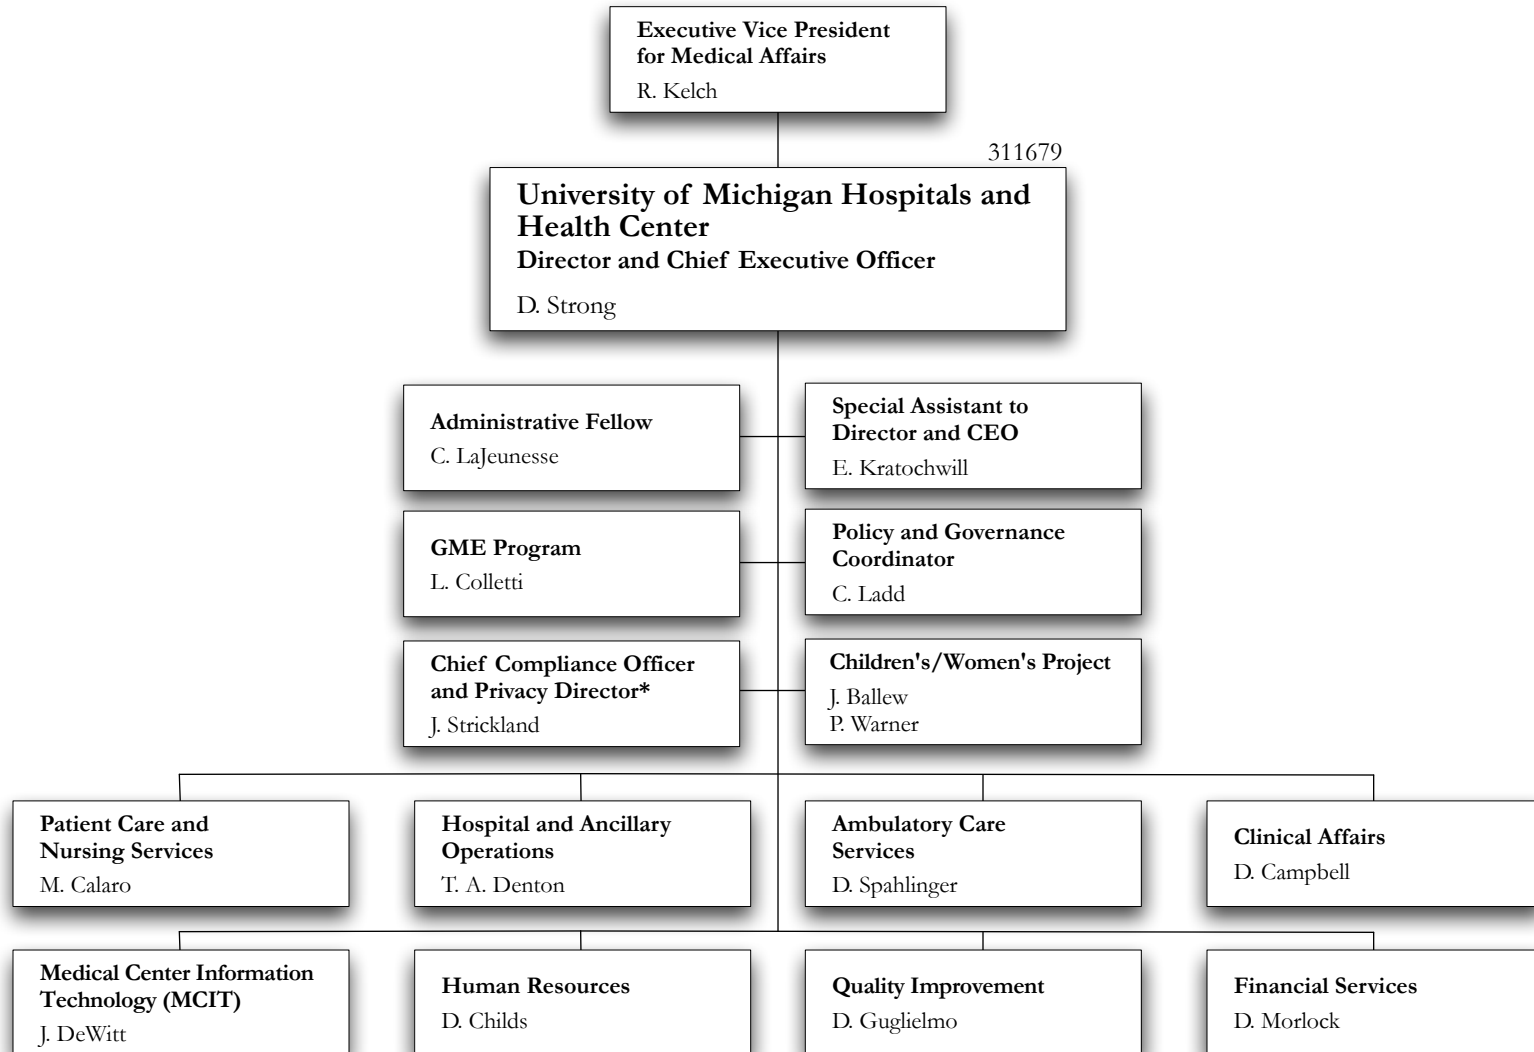 Executive Vice President
for Medical Affairs
R. Kelch
311679
University of Michigan Hospitals and
Health Center
Director and Chief Executive Officer
D. Strong
Administrative Fellow
C. LaJeunesse
Special Assistant to
Director and CEO
E. Kratochwill
GME Program
L. Colletti
Policy and Governance
Coordinator
C. Ladd
Chief Compliance Officer
and Privacy Director*
J. Strickland
Children's/Women's Project
J. Ballew
P. Warner
Patient Care and
Nursing Services
M. Calaro
Hospital and Ancillary
Operations
T. A. Denton
Ambulatory Care
Services
D. Spahlinger
Clinical Affairs
D. Campbell
Medical Center Information
Technology (MCIT)
J. DeWitt
Human Resources
D. Childs
Quality Improvement
D. Guglielmo
Financial Services
D. Morlock